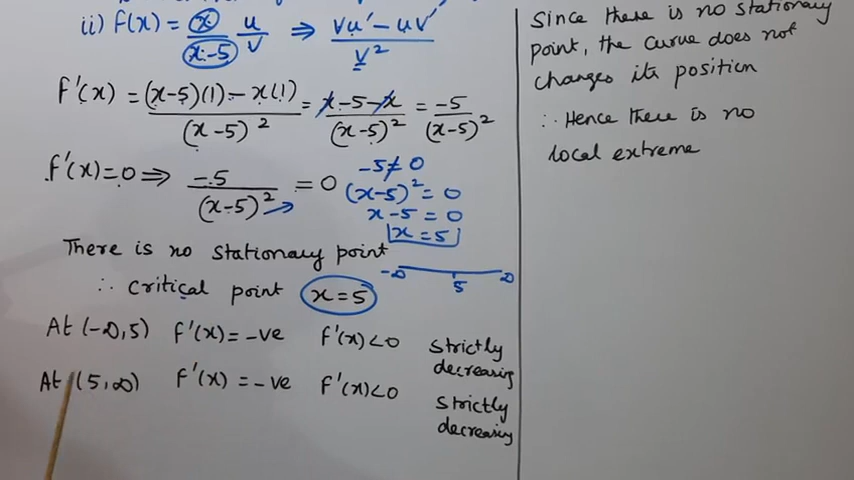 ii) f(x) = x/(x-5) u/v ⇒ (vu' - uv')/v²
f'(x) = ((x-5)(1) - x(1))/(x-5)² = (x-5-x)/(x-5)² = -5/(x-5)²
f'(x)=0 ⇒ -5/(x-5)² = 0
-5≠0
(x-5)² = 0
x-5 = 0
x = 5
There is no stationary point
-∞ 5 ∞
∴ critical point x=5
At (-∞,5) f'(x) = -ve f'(x)<0 strictly
decreasing
At (5,∞) f'(x) = -ve f'(x)<0 strictly
decreasing
Since there is no stationary
point, the curve does not
changes its position
∴ Hence there is no
local extreme